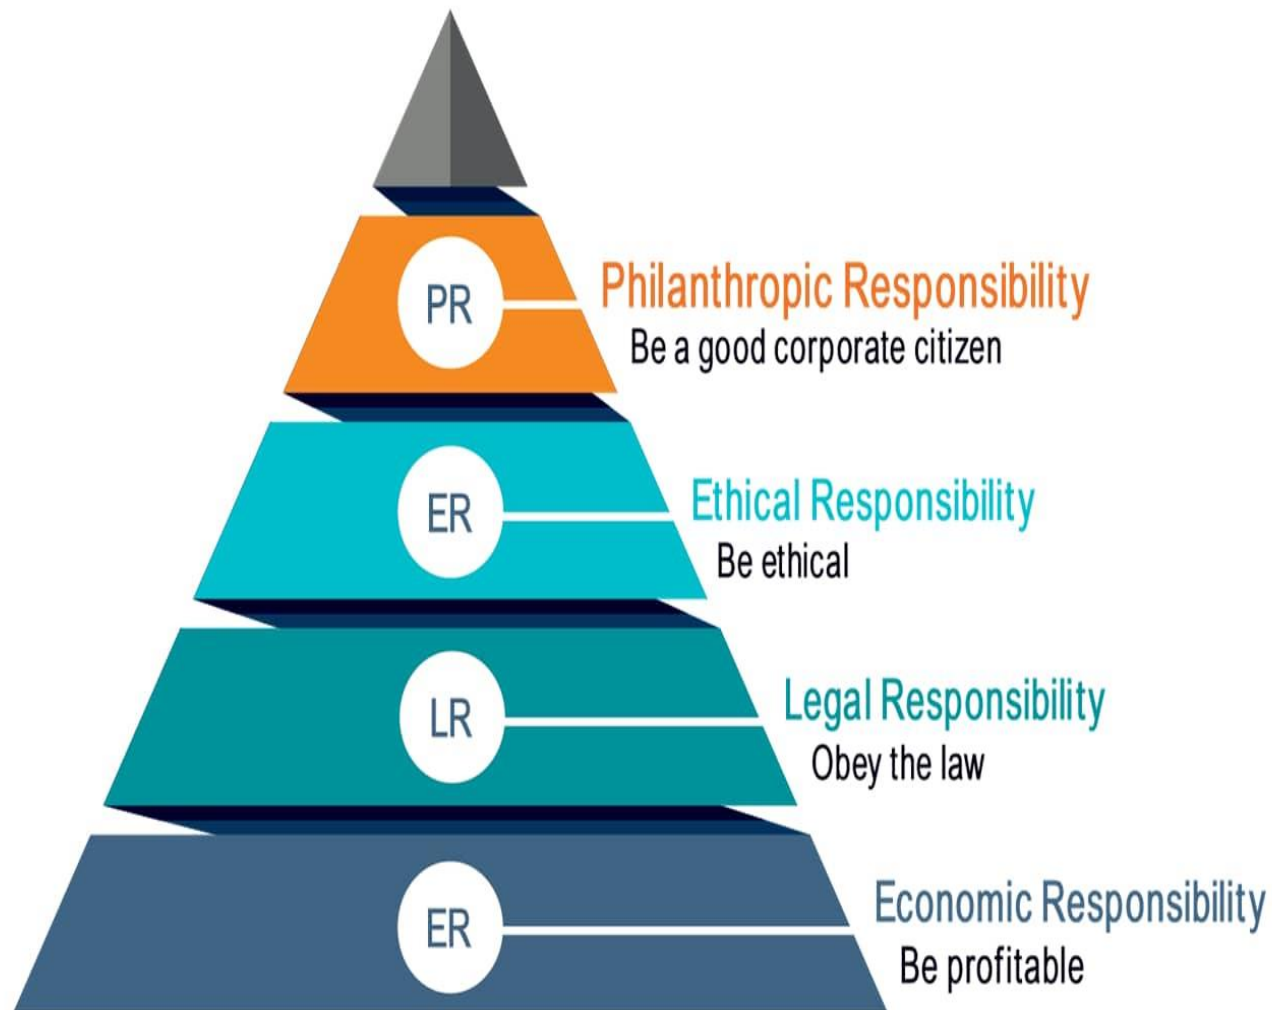 PR
Philanthropic Responsibility
Be a good corporate citizen
ER
Ethical Responsibility
Be ethical
LR
Legal Responsibility
Obey the law
ER
Economic Responsibility
Be profitable